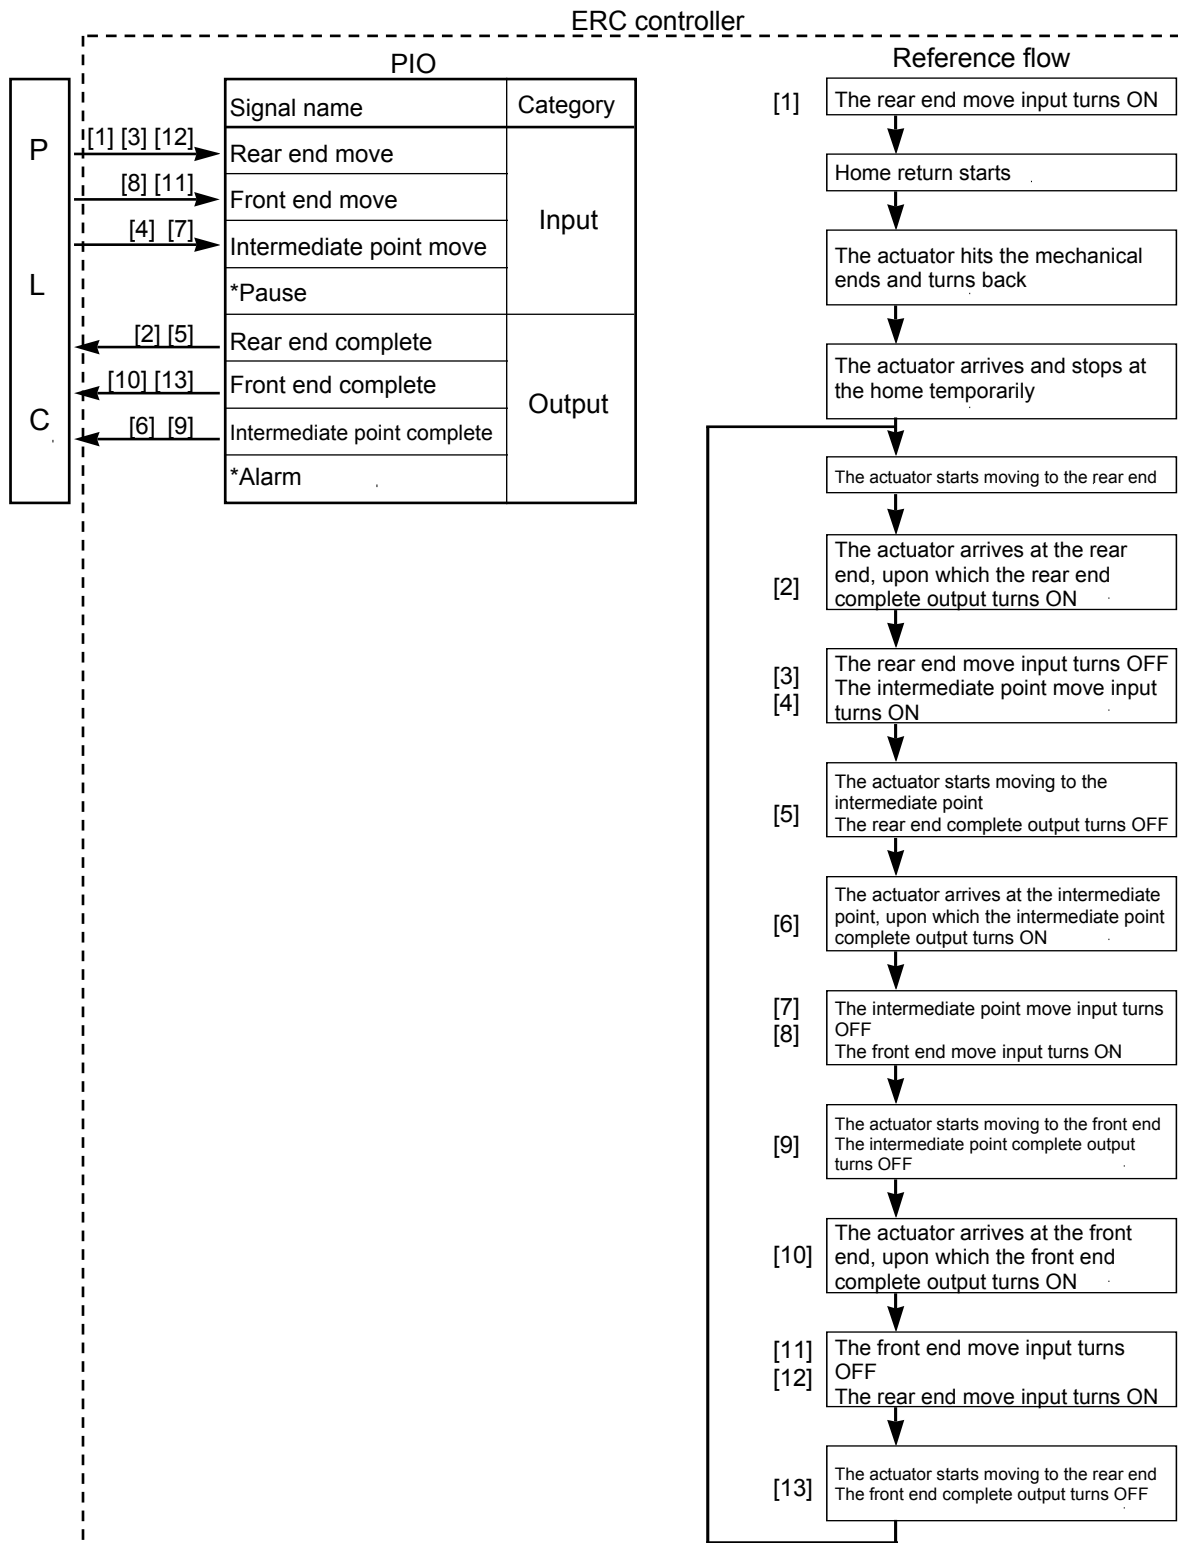 ERC controller
PIO
Signal name
Category
P
L
C
[1] [3] [12]
Rear end move
[8] [11]
Front end move
[4] [7]
Intermediate point move
*Pause
Input
[2] [5]
Rear end complete
[10] [13]
Front end complete
[6] [9]
Intermediate point complete
*Alarm
Output
Reference flow
[1]
The rear end move input turns ON
Home return starts
The actuator hits the mechanical
ends and turns back
The actuator arrives and stops at
the home temporarily
The actuator starts moving to the rear end
[2]
The actuator arrives at the rear
end, upon which the rear end
complete output turns ON
[3]
[4]
The rear end move input turns OFF
The intermediate point move input
turns ON
[5]
The actuator starts moving to the
intermediate point
The rear end complete output turns OFF
[6]
The actuator arrives at the intermediate
point, upon which the intermediate point
complete output turns ON
[7]
[8]
The intermediate point move input turns
OFF
The front end move input turns ON
[9]
The actuator starts moving to the front end
The intermediate point complete output
turns OFF
[10]
The actuator arrives at the front
end, upon which the front end
complete output turns ON
[11]
[12]
The front end move input turns
OFF
The rear end move input turns ON
[13]
The actuator starts moving to the rear end
The front end complete output turns OFF